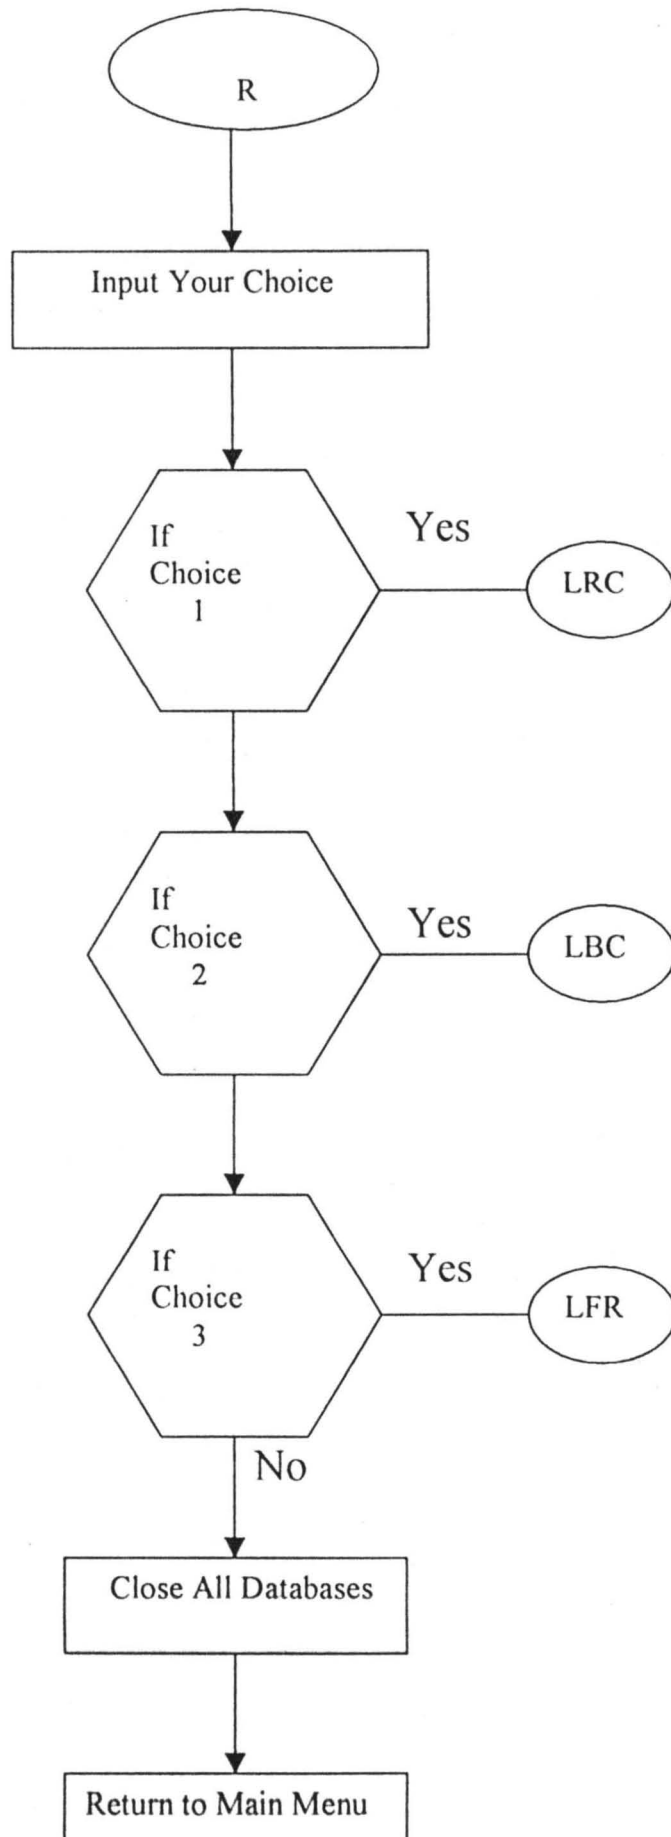 R
Input Your Choice
If
Choice
1
Yes
LRC
If
Choice
2
Yes
LBC
If
Choice
3
Yes
LFR
No
Close All Databases
Return to Main Menu